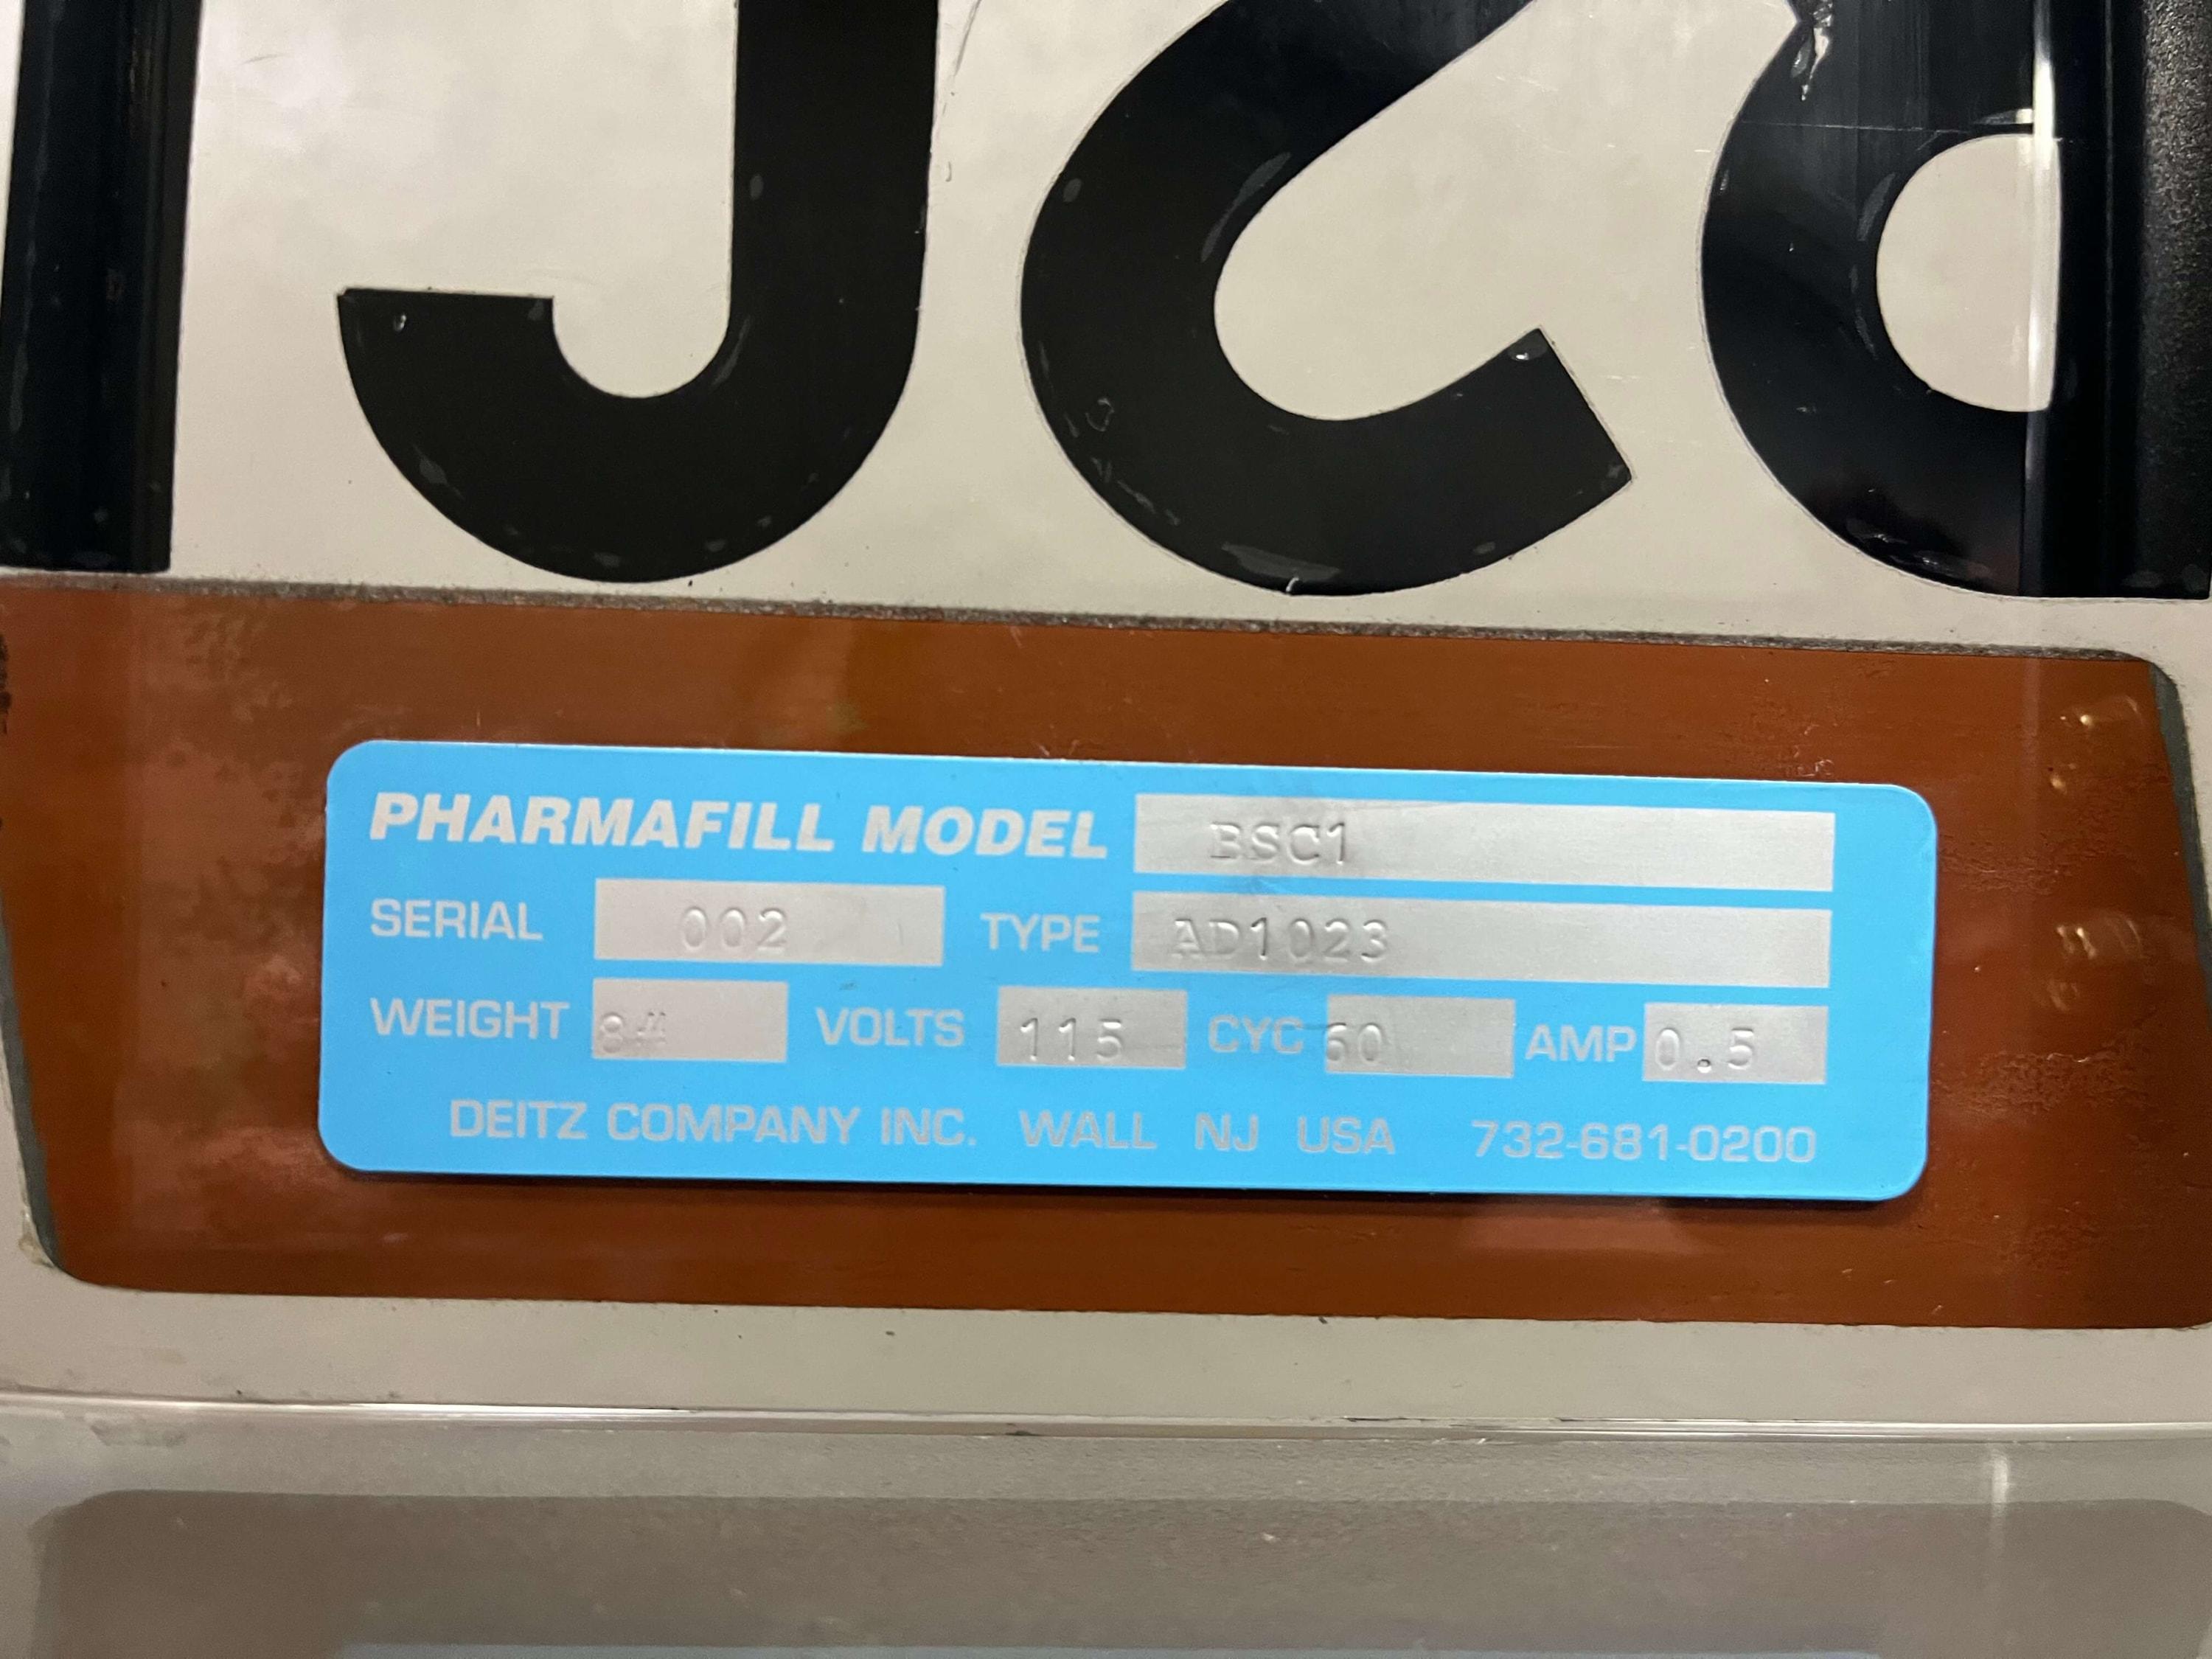 PHARMAFILL MODEL BSC1
SERIAL 002 TYPE AD1023
WEIGHT 8# VOLTS 115 CYC 60 AMP 0.5
DEITZ COMPANY INC. WALL NJ USA 732-681-0200